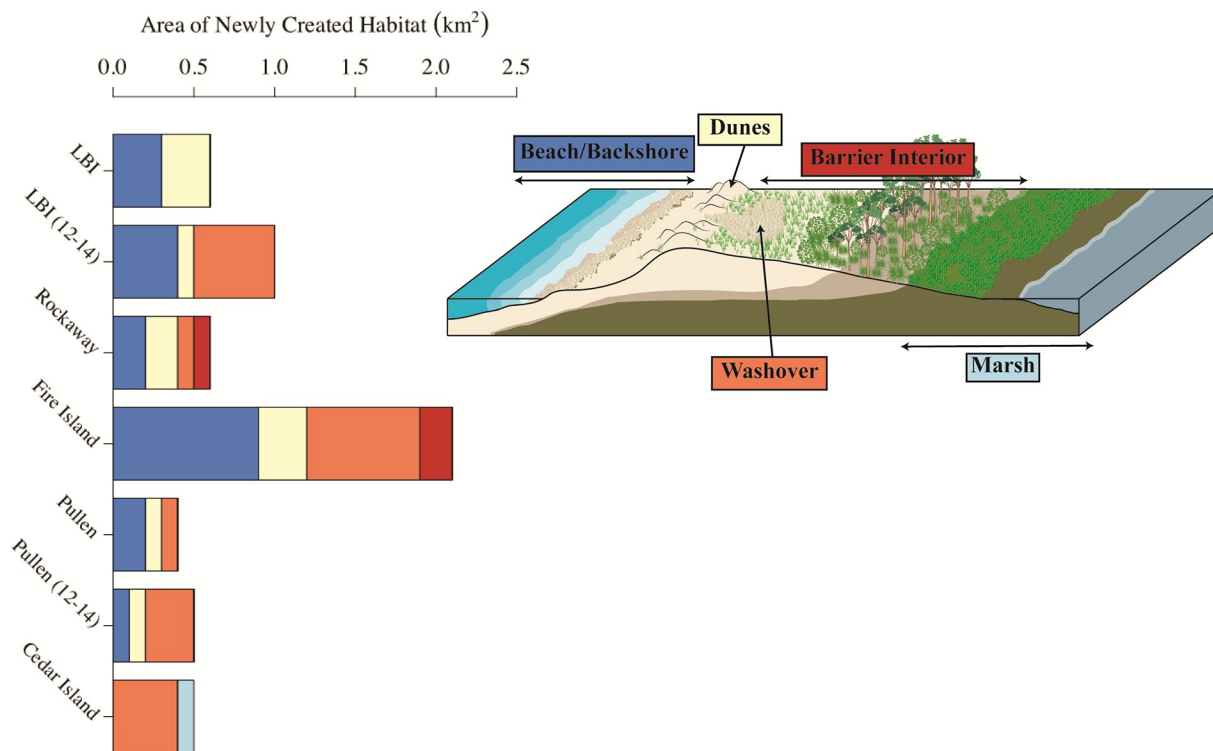 Area of Newly Created Habitat (km²)
0.0 0.5 1.0 1.5 2.0 2.5
LBI
LBI (12-14)
Rockaway
Fire Island
Pullen
Pullen (12-14)
Cedar Island
Dunes
Beach/Backshore
Barrier Interior
Washover
Marsh